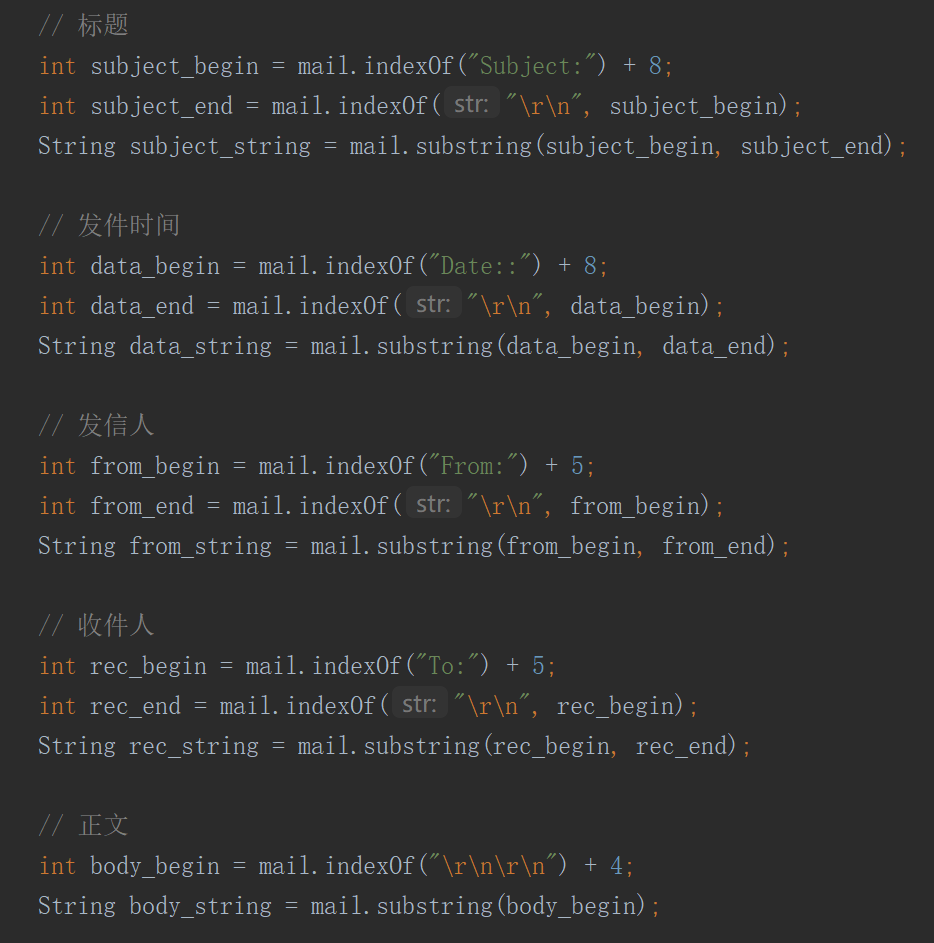 // 标题
int subject_begin = mail.indexOf("Subject:") + 8;
int subject_end = mail.indexOf( str: "\r\n", subject_begin);
String subject_string = mail.substring(subject_begin, subject_end);
// 发件时间
int data_begin = mail.indexOf("Date::") + 8;
int data_end = mail.indexOf( str: "\r\n", data_begin);
String data_string = mail.substring(data_begin, data_end);
// 发信人
int from_begin = mail.indexOf("From:") + 5;
int from_end = mail.indexOf( str: "\r\n", from_begin);
String from_string = mail.substring(from_begin, from_end);
// 收件人
int rec_begin = mail.indexOf("To:") + 5;
int rec_end = mail.indexOf( str: "\r\n", rec_begin);
String rec_string = mail.substring(rec_begin, rec_end);
// 正文
int body_begin = mail.indexOf("\r\n\r\n") + 4;
String body_string = mail.substring(body_begin);